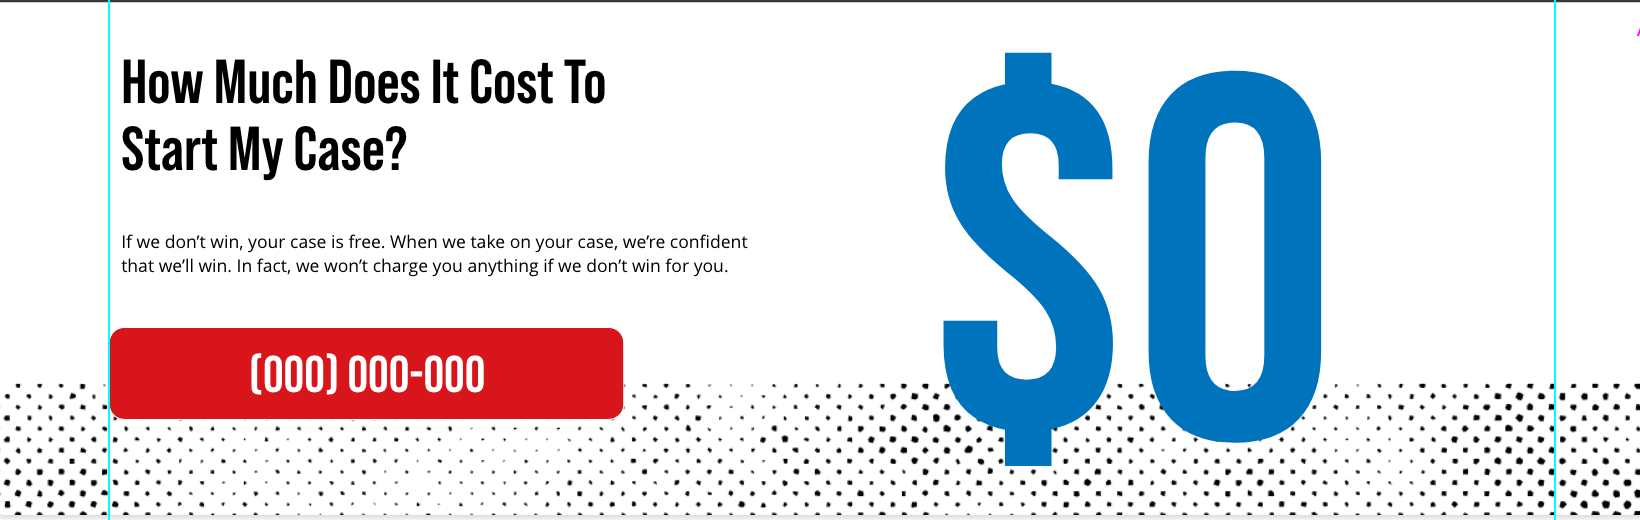 How Much Does It Cost To
Start My Case?
If we don’t win, your case is free. When we take on your case, we’re confident
that we’ll win. In fact, we won’t charge you anything if we don’t win for you.
(000) 000-000
$0